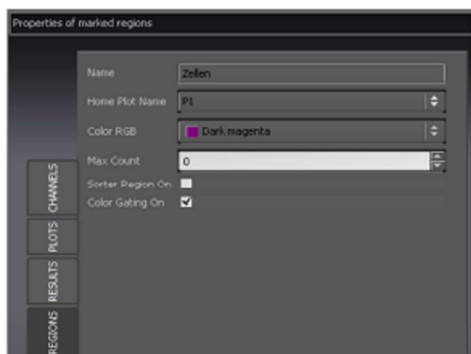 Properties of marked regions
Name Zellen
Home Plot Name P1
Color RGB Dark magenta
Max Count 0
Sorter Region On
Color Gating On
CHANNELS
PLOTS
RESULTS
REGIONS